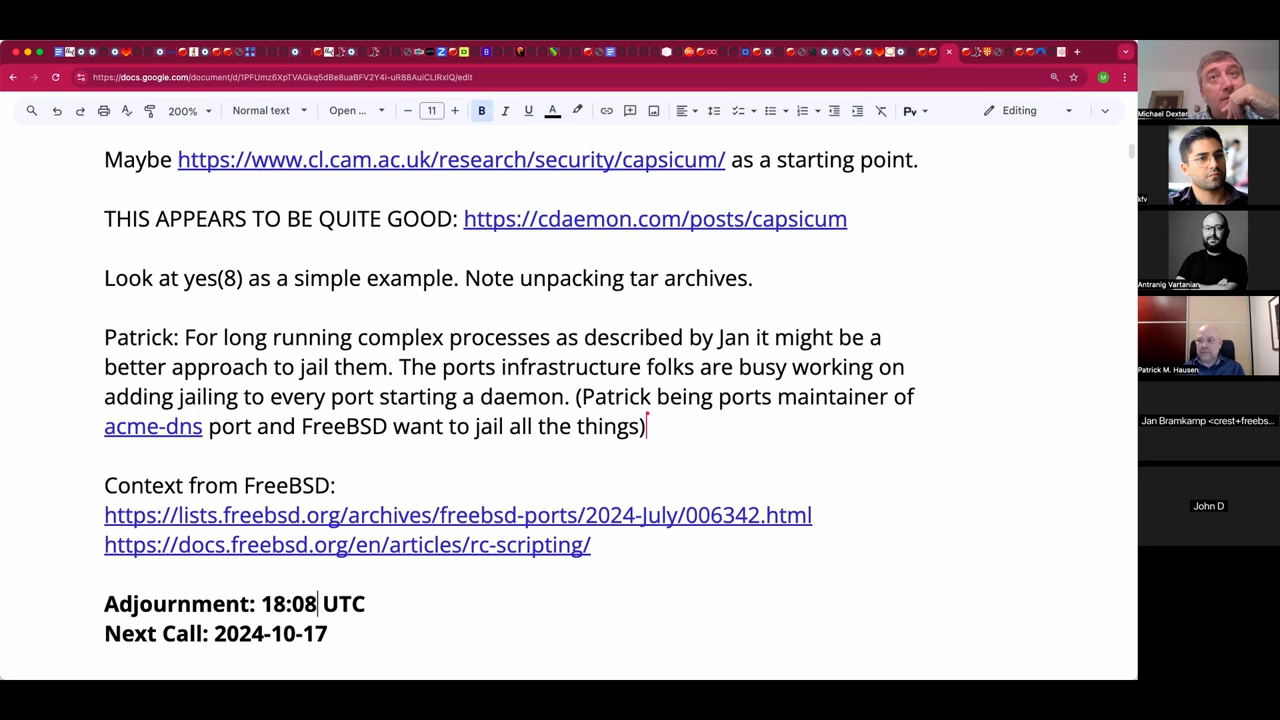 https://docs.google.com/document/d/1PFUmz6XpTVAGkq5dBe8uaBFV2Y4i-uR88AuiCLIRxIQ/edit
M
200%
Normal text
Open ...
11
B
I
U
A
Editing
Maybe https://www.cl.cam.ac.uk/research/security/capsicum/ as a starting point.
THIS APPEARS TO BE QUITE GOOD: https://cdaemon.com/posts/capsicum
Look at yes(8) as a simple example. Note unpacking tar archives.
Patrick: For long running complex processes as described by Jan it might be a
better approach to jail them. The ports infrastructure folks are busy working on
adding jailing to every port starting a daemon. (Patrick being ports maintainer of
acme-dns port and FreeBSD want to jail all the things)
Context from FreeBSD:
https://lists.freebsd.org/archives/freebsd-ports/2024-July/006342.html
https://docs.freebsd.org/en/articles/rc-scripting/
Adjournment: 18:08 UTC
Next Call: 2024-10-17
Michael Dexter
kfv
Antranig Vartanian
Patrick M. Hausen
Jan Bramkamp <crest+freebs...
John D